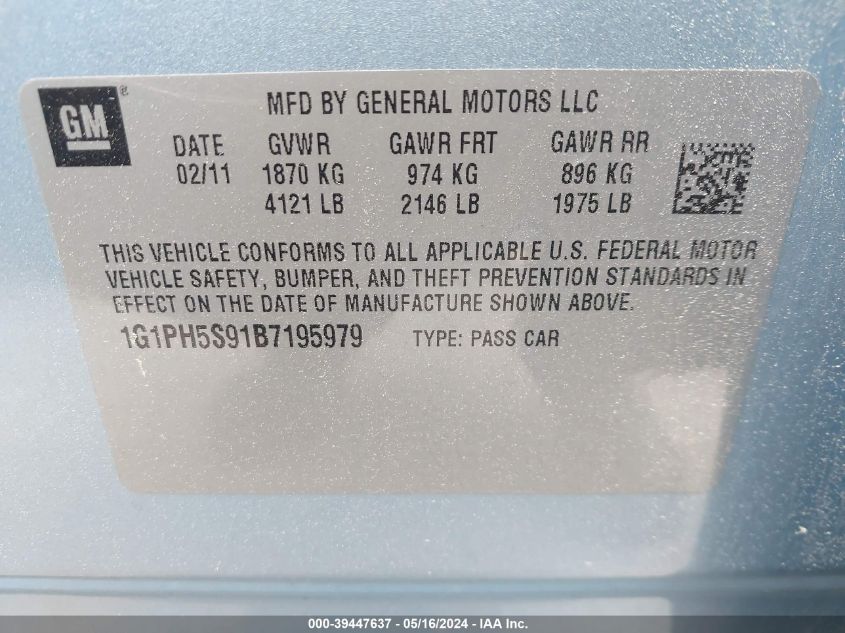 GM®
MFD BY GENERAL MOTORS LLC
DATE GVWR GAWR FRT GAWR RR
02/11 1870 KG 974 KG 896 KG
4121 LB 2146 LB 1975 LB
THIS VEHICLE CONFORMS TO ALL APPLICABLE U.S. FEDERAL MOTOR
VEHICLE SAFETY, BUMPER, AND THEFT PREVENTION STANDARDS IN
EFFECT ON THE DATE OF MANUFACTURE SHOWN ABOVE.
1G1PH5S91B7195979 TYPE: PASS CAR
000-39447637 - 05/16/2024 - IAA Inc.